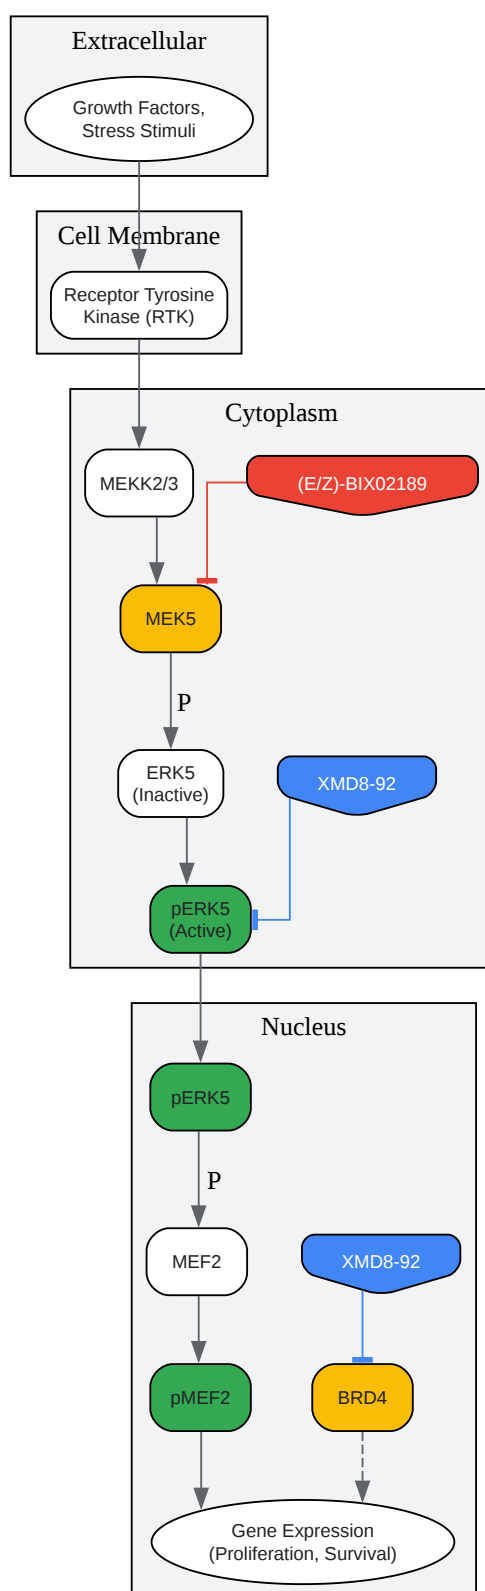 Extracellular
Growth Factors,
Stress Stimuli
Cell Membrane
Receptor Tyrosine
Kinase (RTK)
Cytoplasm
MEKK2/3
(E/Z)-BIX02189
MEK5
P
ERK5
(Inactive)
XMD8-92
pERK5
(Active)
Nucleus
pERK5
P
MEF2
XMD8-92
pMEF2
BRD4
Gene Expression
(Proliferation, Survival)